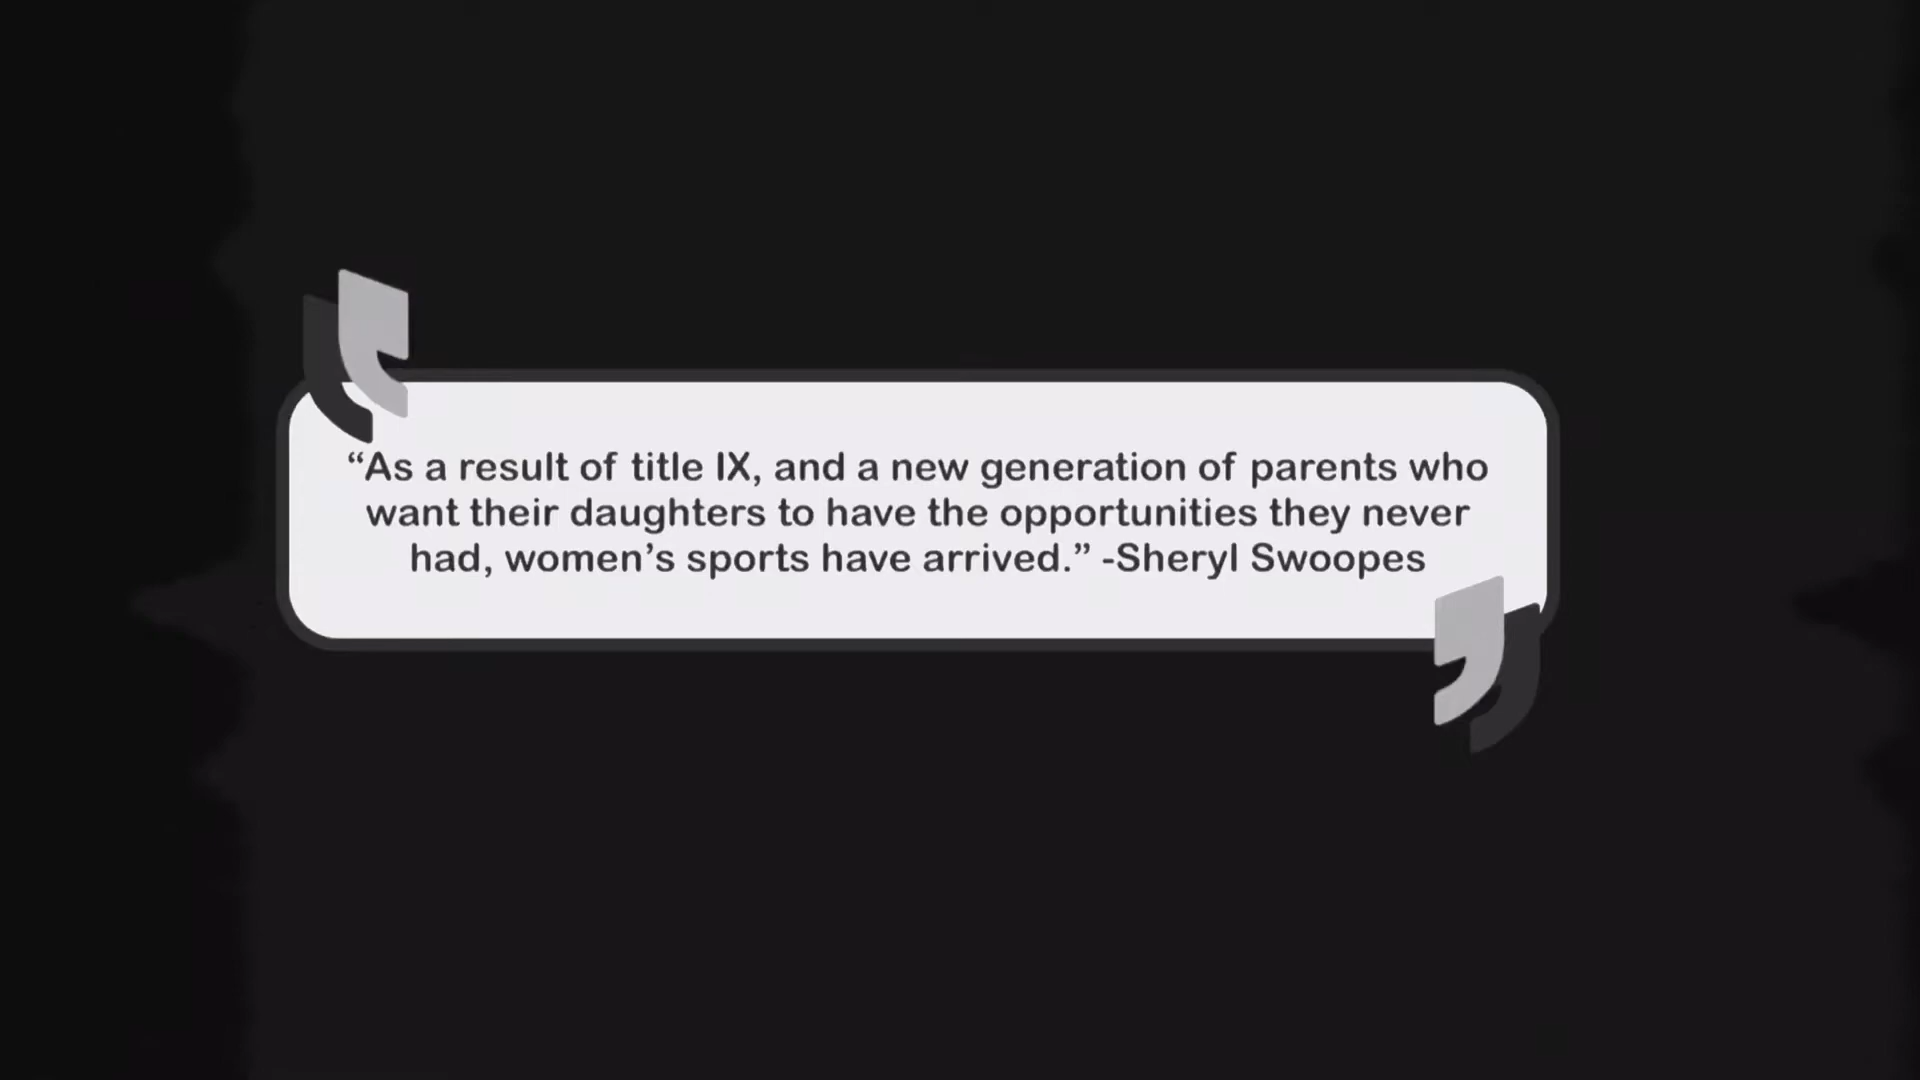 “As a result of title IX, and a new generation of parents who
want their daughters to have the opportunities they never
had, women’s sports have arrived.” -Sheryl Swoopes